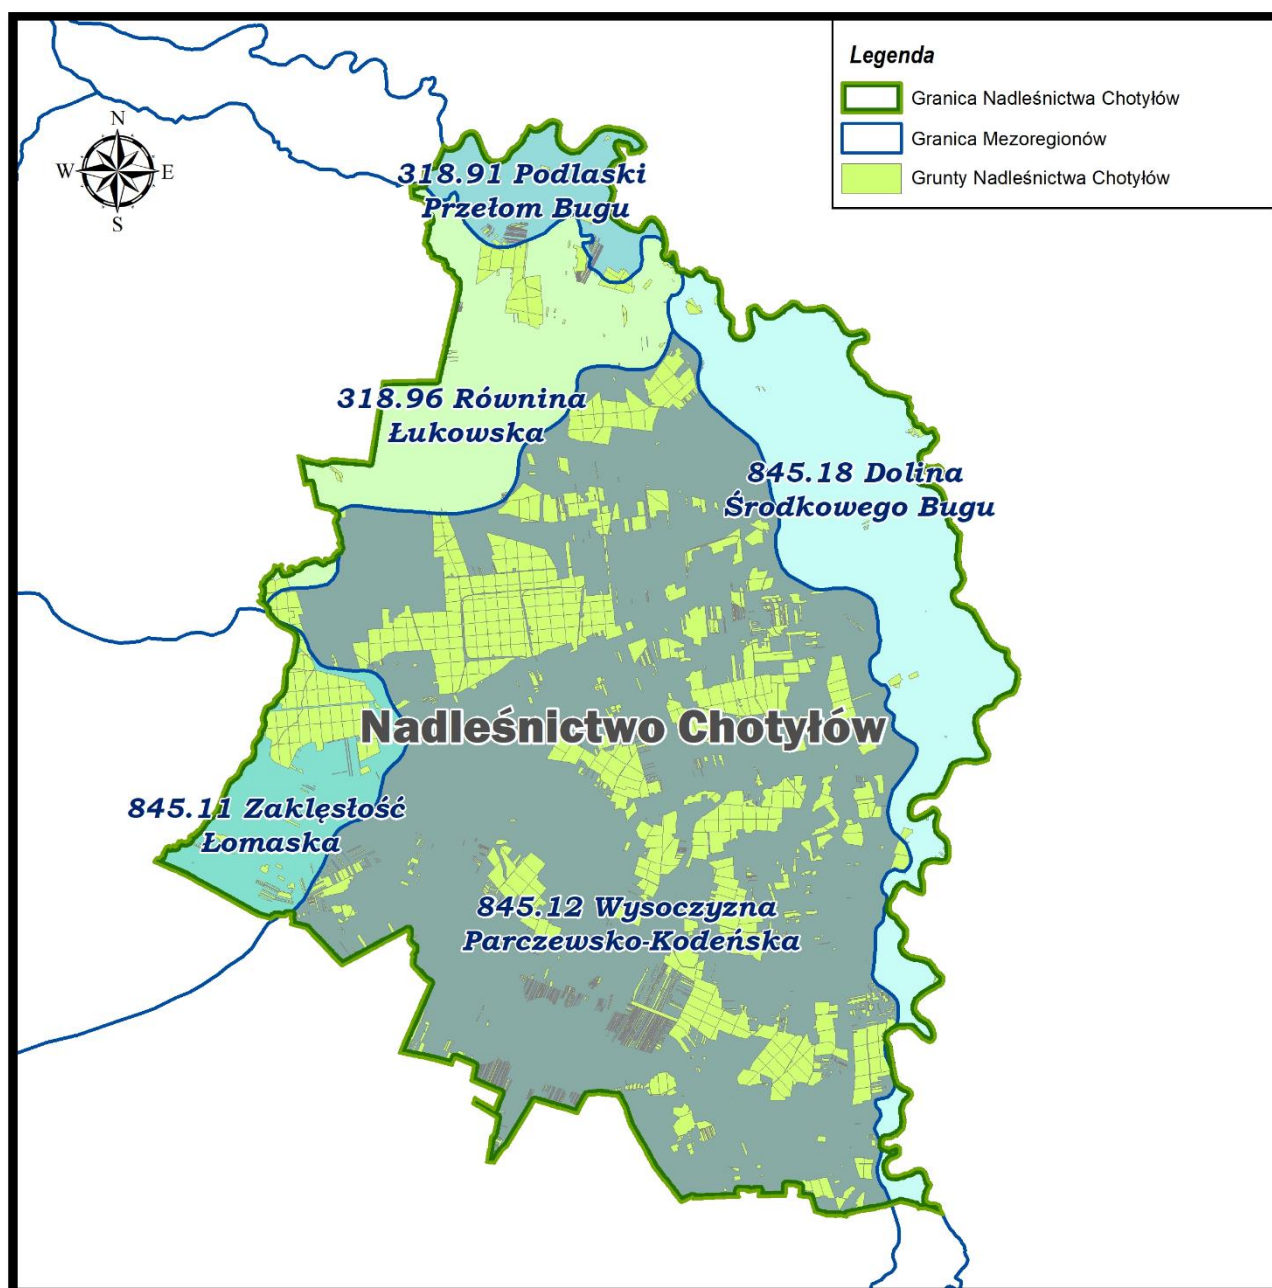 Legenda
Granica Nadleśnictwa Chotyłów
Granica Mezoregionów
Grunty Nadleśnictwa Chotyłów
N
W
E
S
318.91 Podlaski
Przełom Bugu
318.96 Równina
Łukowska
845.18 Dolina
Środkowego Bugu
Nadleśnictwo Chotyłów
845.11 Zaklęsłość
Łomaska
845.12 Wysoczyzna
Parczewsko-Kodeńska